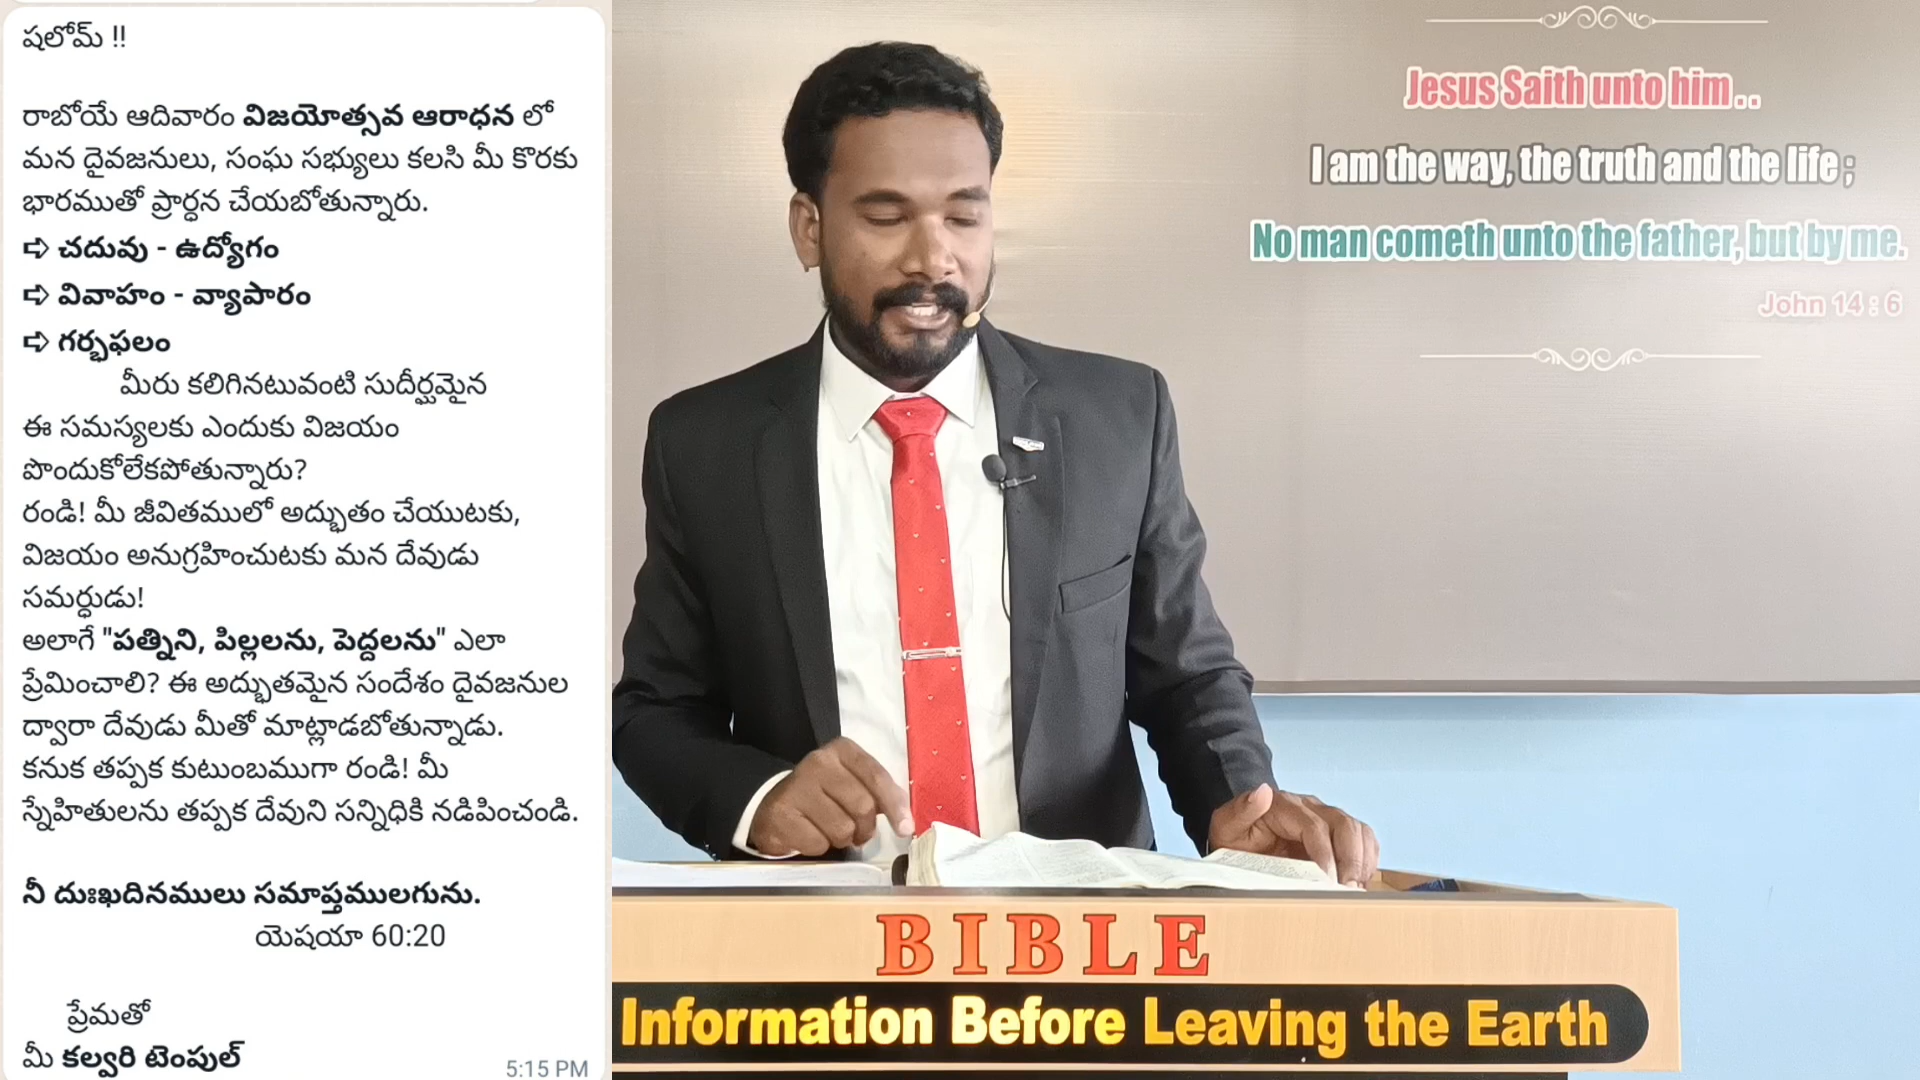 షలోమ్ !!
రాబోయే ఆదివారం విజయోత్సవ ఆరాధన లో
మన దైవజనులు, సంఘ సభ్యులు కలసి మీ కొరకు
భారముతో ప్రార్ధన చేయబోతున్నారు.
➪ చదువు - ఉద్యోగం
➪ వివాహం - వ్యాపారం
➪ గర్భఫలం
మీరు కలిగినటువంటి సుదీర్ఘమైన
ఈ సమస్యలకు ఎందుకు విజయం
పొందుకోలేకపోతున్నారు?
రండి! మీ జీవితములో అద్భుతం చేయుటకు,
విజయం అనుగ్రహించుటకు మన దేవుడు
సమర్ధుడు!
అలాగే "పత్నిని, పిల్లలను, పెద్దలను" ఎలా
ప్రేమించాలి? ఈ అద్భుతమైన సందేశం దైవజనుల
ద్వారా దేవుడు మీతో మాట్లాడబోతున్నాడు.
కనుక తప్పక కుటుంబముగా రండి! మీ
స్నేహితులను తప్పక దేవుని సన్నిధికి నడిపించండి.
నీ దుఃఖదినములు సమాప్తములగును.
యెషయా 60:20
ప్రేమతో
మీ కల్వరి టెంపుల్
5:15 PM
Jesus Saith unto him . .
I am the way, the truth and the life ;
No man cometh unto the father, but by me.
John 14 : 6
BIBLE
Information Before Leaving the Earth